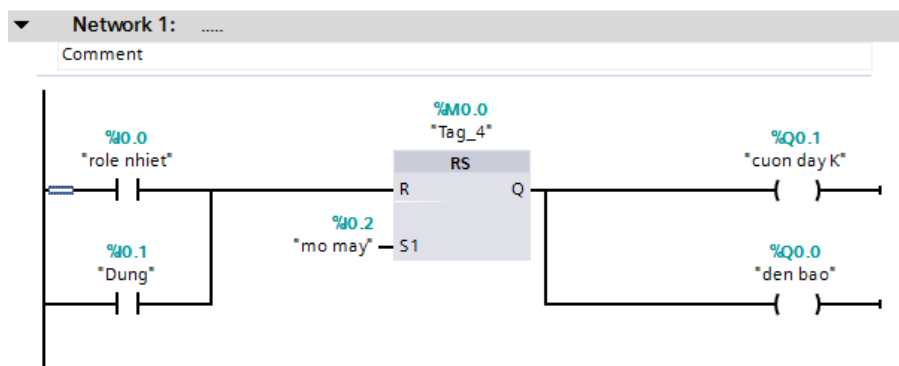 Network 1: .....
Comment
%M0.0
"Tag_4"
%I0.0
"role nhiet"
RS
%Q0.1
"cuon day K"
R
Q
%I0.2
"mo may"
S1
%I0.1
"Dung"
%Q0.0
"den bao"